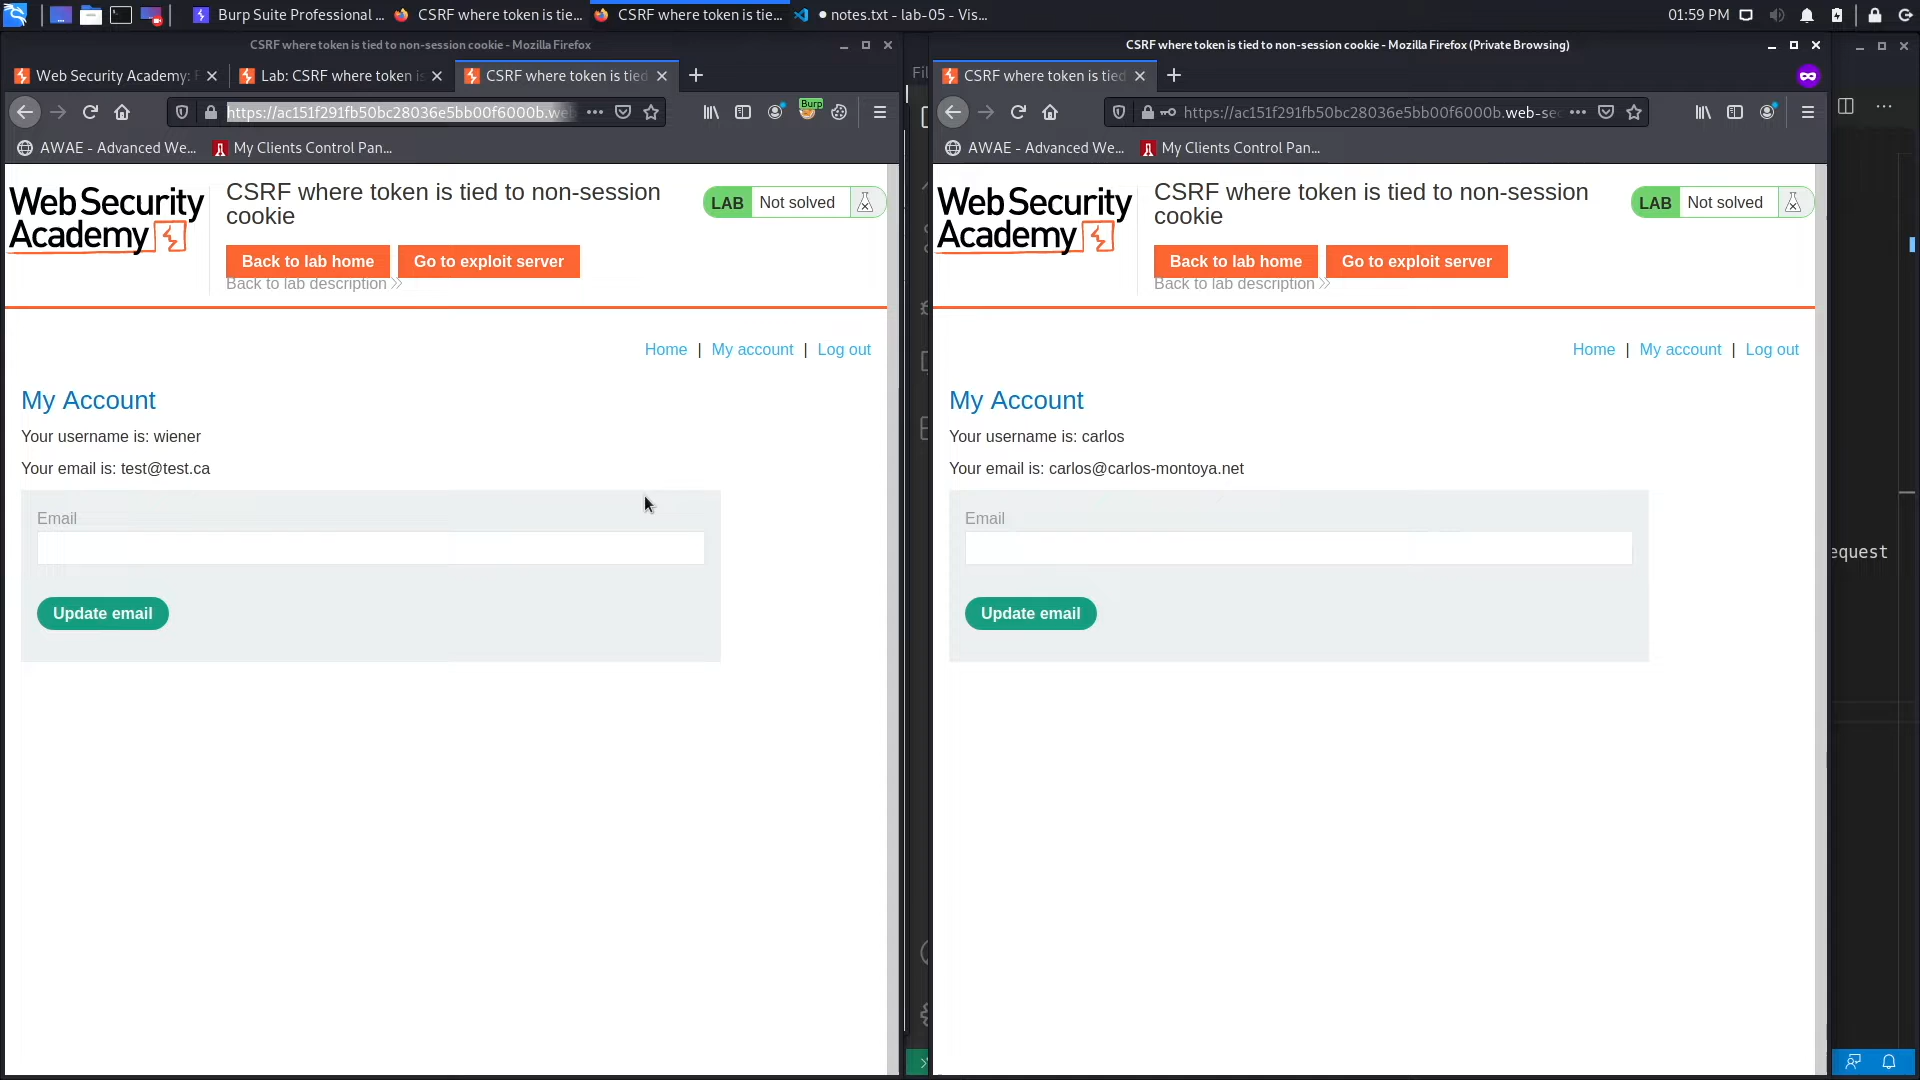 Burp Suite Professional ...
CSRF where token is tie...
CSRF where token is tie...
● notes.txt - lab-05 - Vis...
01:59 PM
CSRF where token is tied to non-session cookie - Mozilla Firefox
Web Security Academy:
Lab: CSRF where token is
CSRF where token is tied
https://ac151f291fb50bc28036e5bb00f6000b.we
Burp
AWAE - Advanced We...
My Clients Control Pan...
Web Security
Academy
CSRF where token is tied to non-session
cookie
LAB
Not solved
Back to lab home
Go to exploit server
Back to lab description
Home | My account | Log out
My Account
Your username is: wiener
Your email is: test@test.ca
Email
Update email
Fil
CSRF where token is tied to non-session cookie - Mozilla Firefox (Private Browsing)
CSRF where token is tied
https://ac151f291fb50bc28036e5bb00f6000b.web-sec
AWAE - Advanced We...
My Clients Control Pan...
Web Security
Academy
CSRF where token is tied to non-session
cookie
LAB
Not solved
Back to lab home
Go to exploit server
Back to lab description
Home | My account | Log out
My Account
Your username is: carlos
Your email is: carlos@carlos-montoya.net
Email
Update email
equest